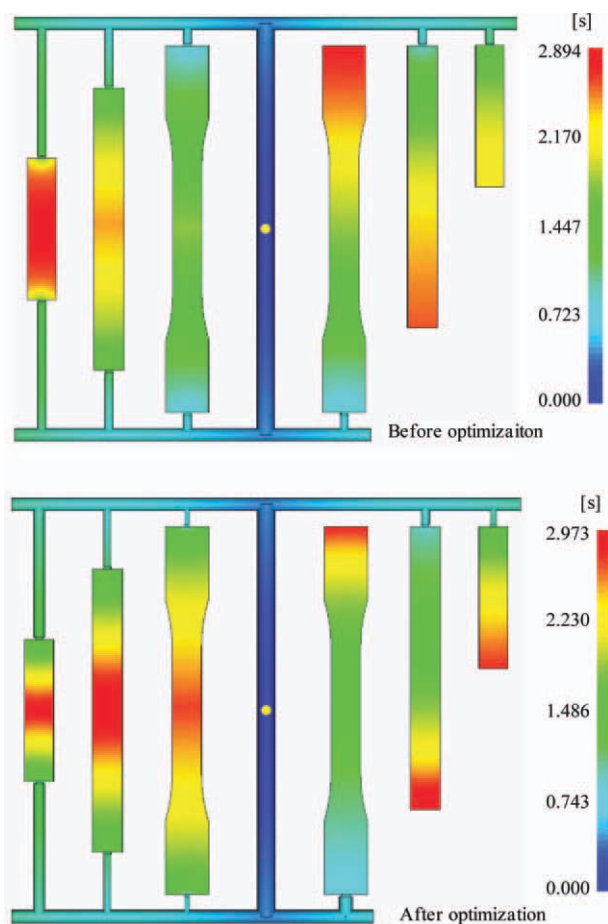 [s]
2.894
2.170
1.447
0.723
0.000
Before optimizaiton
[s]
2.973
2.230
1.486
0.743
0.000
After optimization